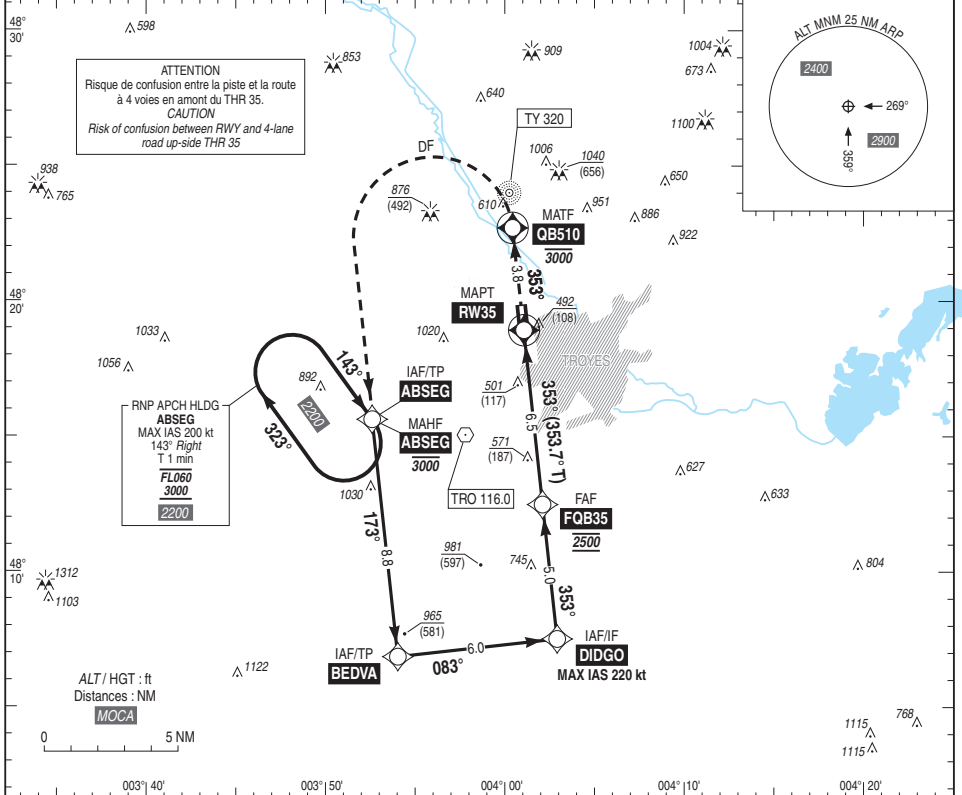 48°
30'
598
853
909
1004
673
ALT MNM 25 NM ARP
2400
269°
359°
2900
ATTENTION
Risque de confusion entre la piste et la route
à 4 voies en amont du THR 35.
CAUTION
Risk of confusion between RWY and 4-lane
road up-side THR 35
640
TY 320
1100
DF
1006
1040
(656)
938
765
876
(492)
610
951
650
886
922
MATF
QB510
3000
3.8
353°
48°
20'
MAPT
RW35
492
(108)
1033
1056
1020
TROYES
892
143°
2200
323°
IAF/TP
ABSEG
MAHF
ABSEG
3000
501
(117)
6.5
353° (353.7° T)
RNP APCH HLDG
ABSEG
MAX IAS 200 kt
143° Right
T 1 min
FL060
3000
2200
571
(187)
TRO 116.0
1030
627
633
FAF
FQB35
2500
173°
8.8
981
(597)
745
5.0
353°
804
48°
10'
1312
1103
965
(581)
IAF/TP
BEDVA
6.0
083°
IAF/IF
DIDGO
MAX IAS 220 kt
1122
ALT / HGT : ft
Distances : NM
MOCA
0
5 NM
768
1115
1115
003° 40'
003° 50'
004° 00'
004° 10'
004° 20'